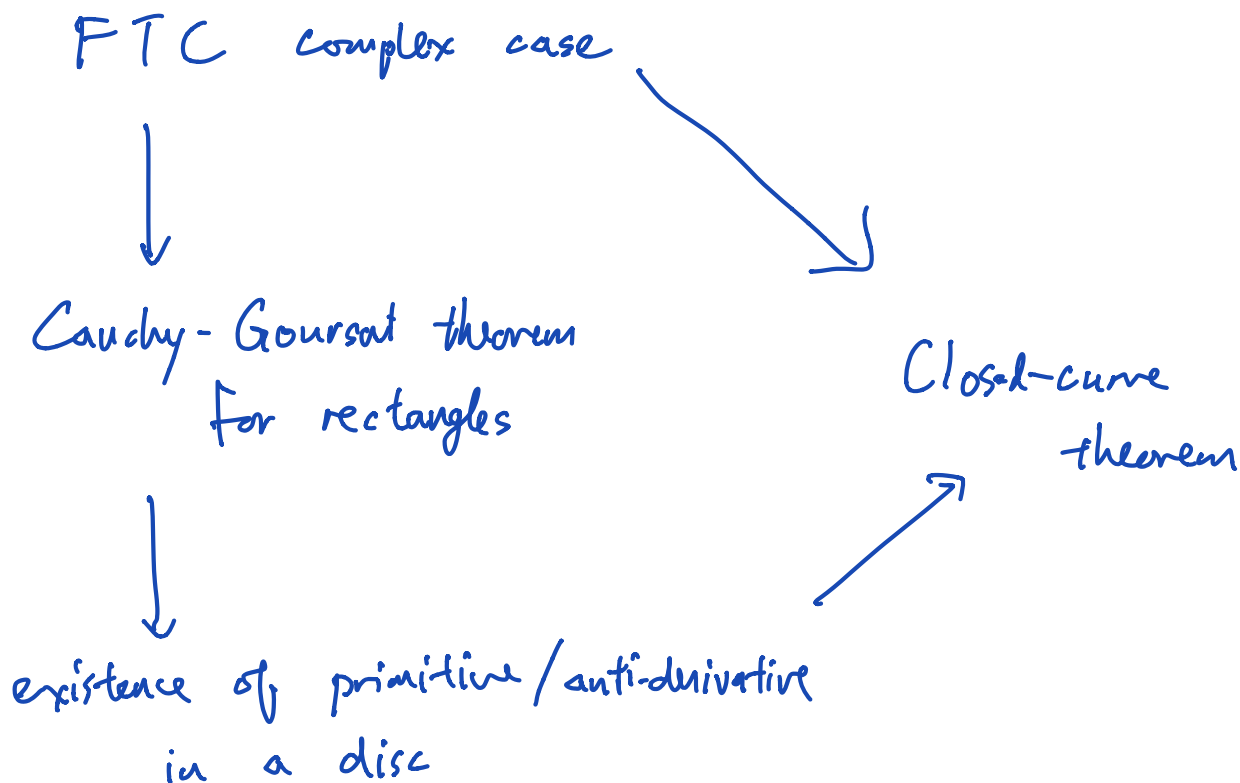 FTC complex case
Cauchy-Goursat theorem
for rectangles
Closed-curve
theorem
existence of primitive/anti-derivative
in a disc